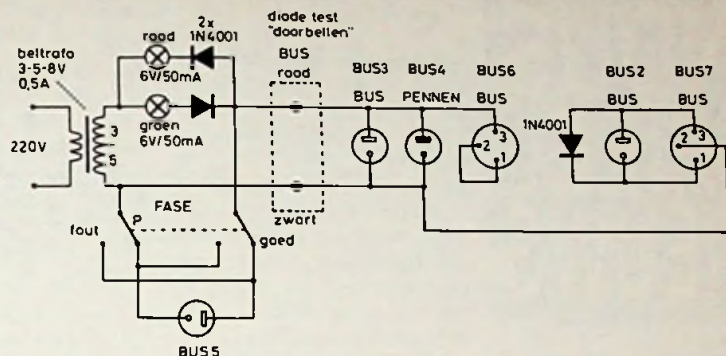 beltrafo
3-5-8V
0,5A
220V
3
5
rood
6V/50mA
2x
1N4001
groen
6V/50mA
diode test
"doorbellen"
BUS
rood
zwart
FASE
P
fout
goed
BUS5
BUS3
BUS
BUS4
PENNEN
BUS6
BUS
3
2
1
1N4001
BUS2
BUS
BUS7
BUS
3
2
1